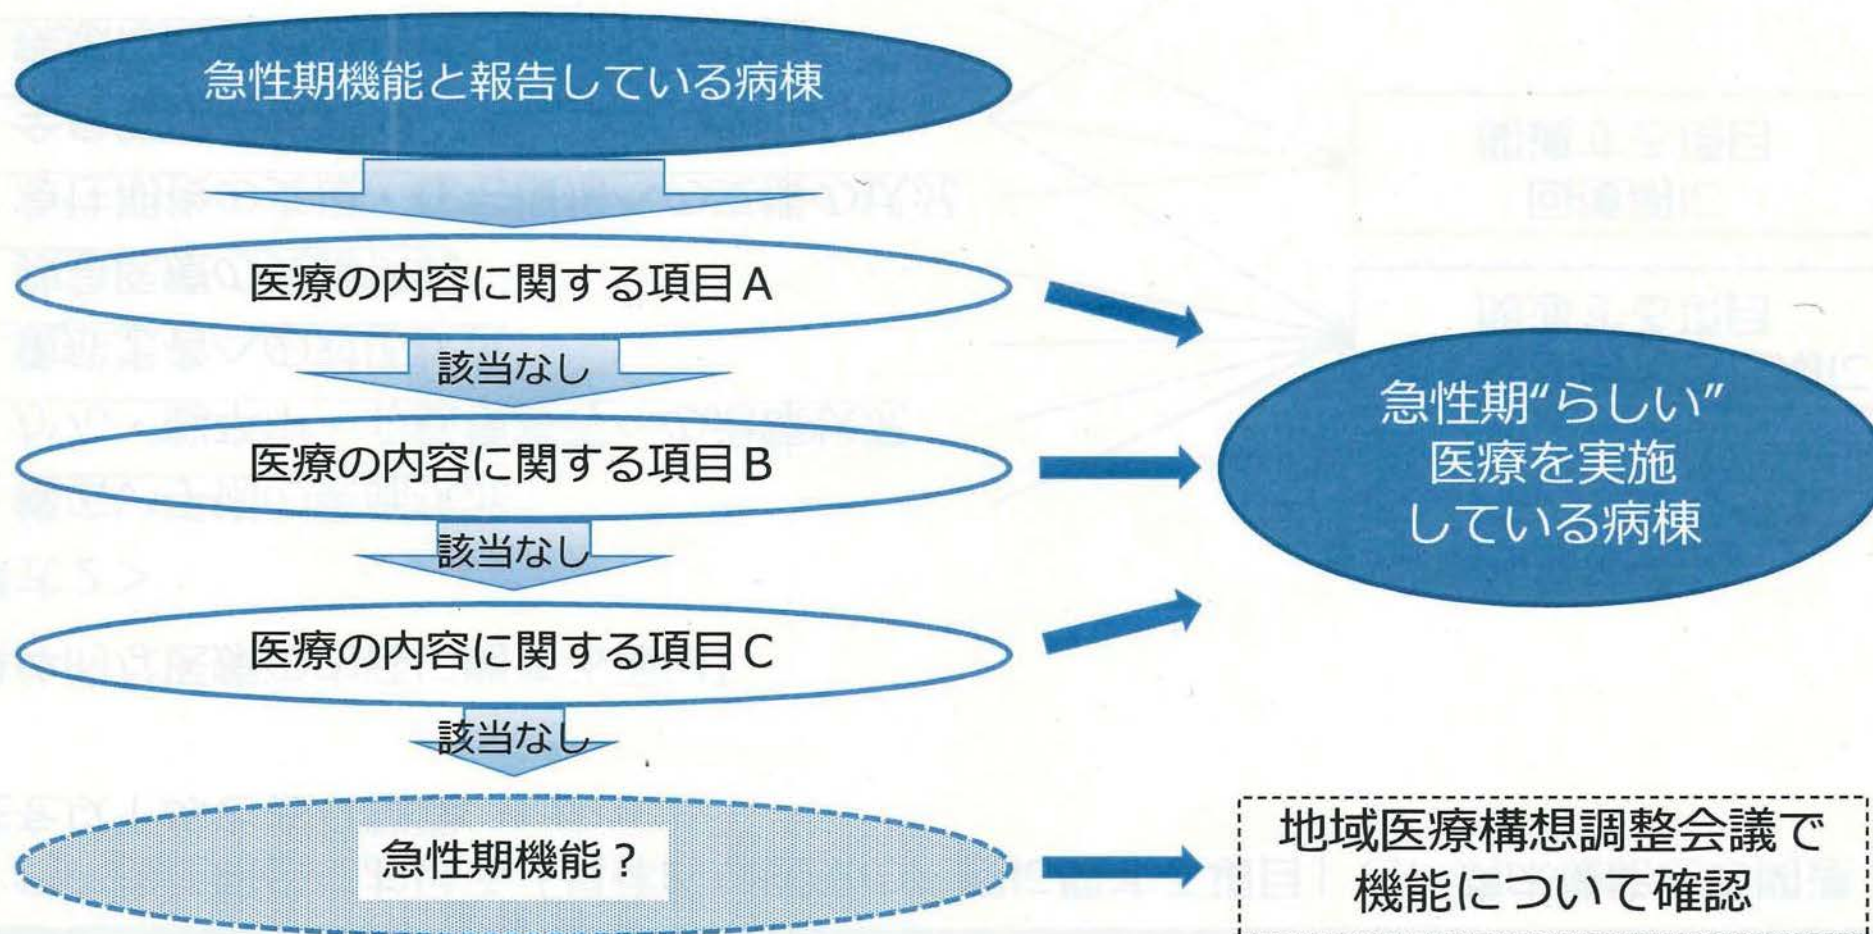 急性期機能と報告している病棟
医療の内容に関する項目A
該当なし
医療の内容に関する項目B
該当なし
医療の内容に関する項目C
該当なし
急性期機能？
急性期“らしい”
医療を実施
している病棟
地域医療構想調整会議で
機能について確認